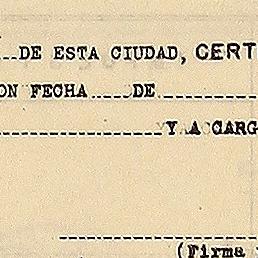 DE ESTA CIUDAD, CERT
ON FECHA....DE
Y A CARG
(Firma